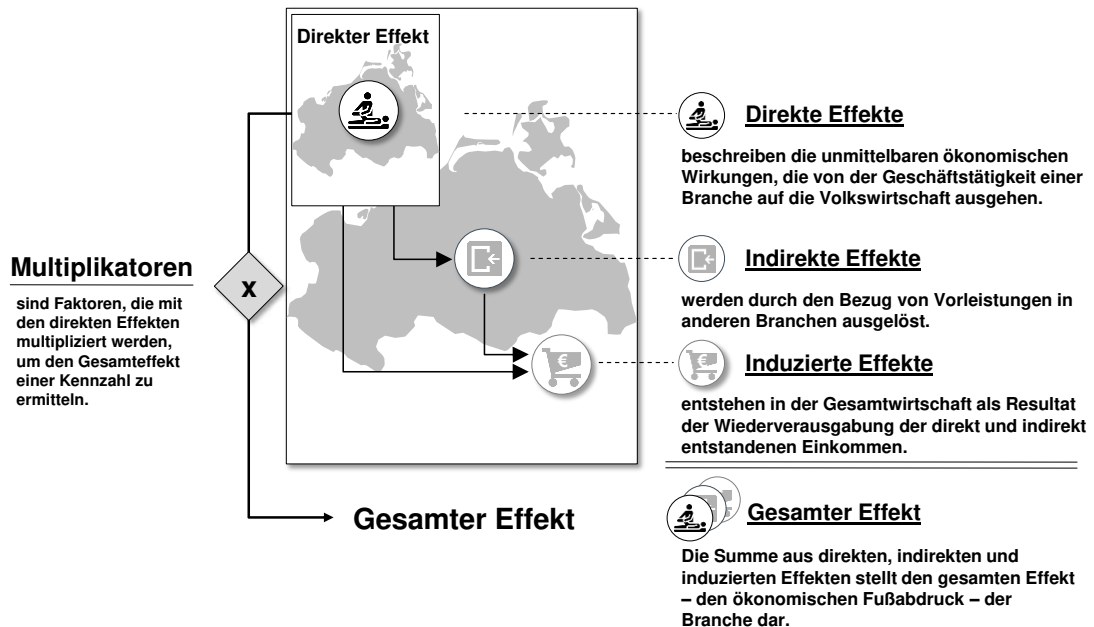 Direkter Effekt
Multiplikatoren
sind Faktoren, die mit
den direkten Effekten
multipliziert werden,
um den Gesamteffekt
einer Kennzahl zu
ermitteln.
x
€
Gesamter Effekt
Direkte Effekte
beschreiben die unmittelbaren ökonomischen
Wirkungen, die von der Geschäftstätigkeit einer
Branche auf die Volkswirtschaft ausgehen.
Indirekte Effekte
werden durch den Bezug von Vorleistungen in
anderen Branchen ausgelöst.
€
Induzierte Effekte
entstehen in der Gesamtwirtschaft als Resultat
der Wiederverausgabung der direkt und indirekt
entstandenen Einkommen.
Gesamter Effekt
Die Summe aus direkten, indirekten und
induzierten Effekten stellt den gesamten Effekt
– den ökonomischen Fußabdruck – der
Branche dar.